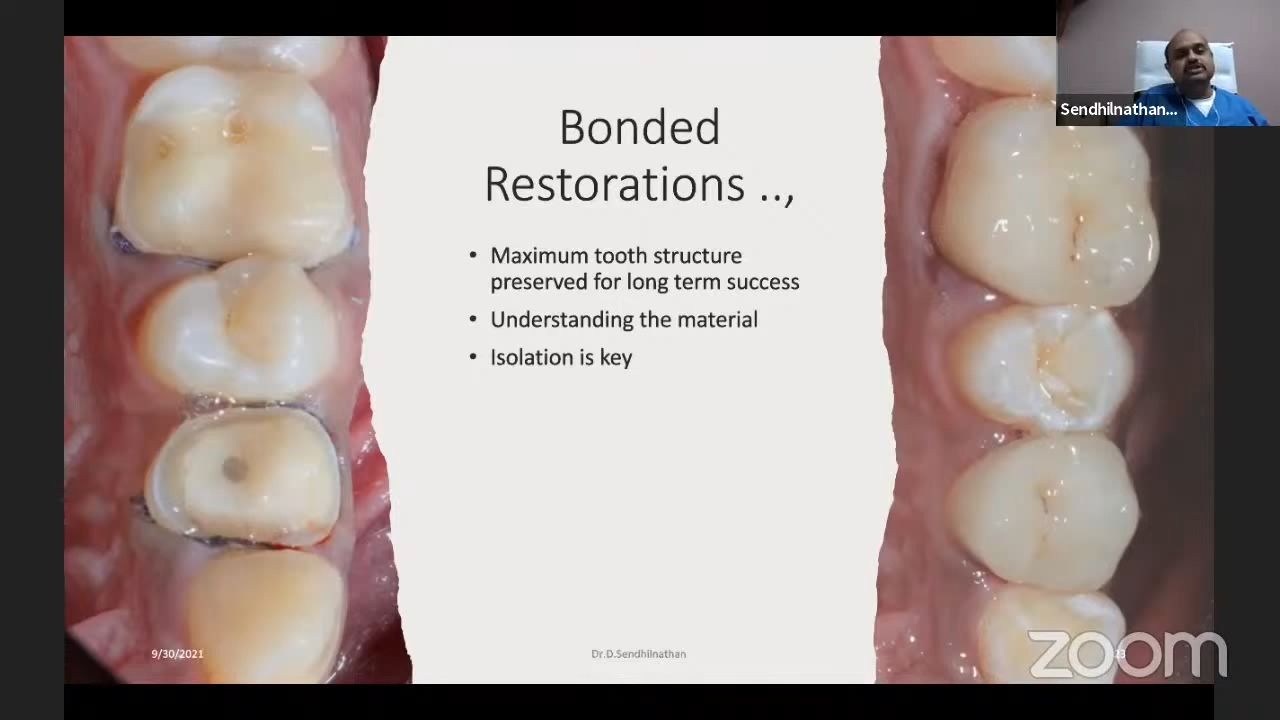 Sendhilnathan...
Bonded
Restorations ..,
• Maximum tooth structure
preserved for long term success
• Understanding the material
• Isolation is key
9/30/2021
Dr.D.Sendhilnathan
23
zoom